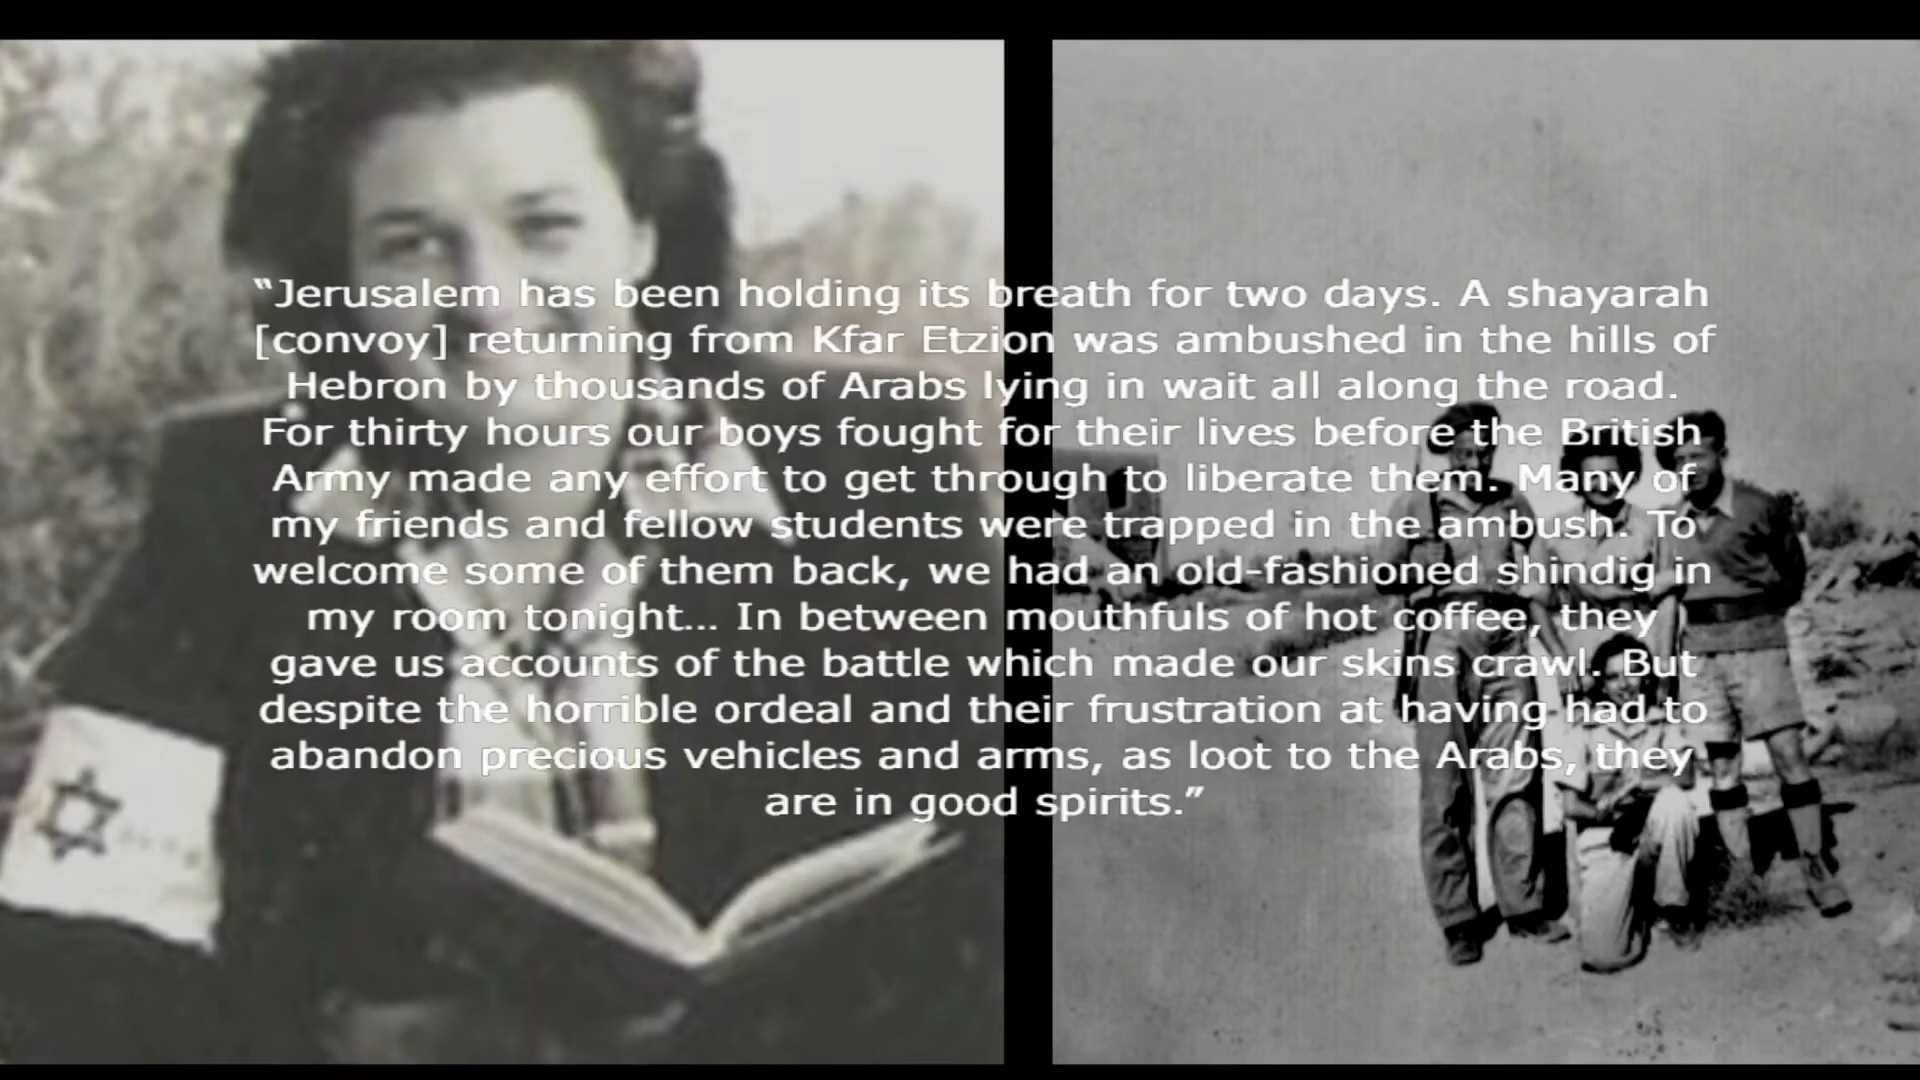 “Jerusalem has been holding its breath for two days. A shayarah
[convoy] returning from Kfar Etzion was ambushed in the hills of
Hebron by thousands of Arabs lying in wait all along the road.
For thirty hours our boys fought for their lives before the British
Army made any effort to get through to liberate them. Many of
my friends and fellow students were trapped in the ambush. To
welcome some of them back, we had an old-fashioned shindig in
my room tonight... In between mouthfuls of hot coffee, they
gave us accounts of the battle which made our skins crawl. But
despite the horrible ordeal and their frustration at having had to
abandon precious vehicles and arms, as loot to the Arabs, they
are in good spirits.”